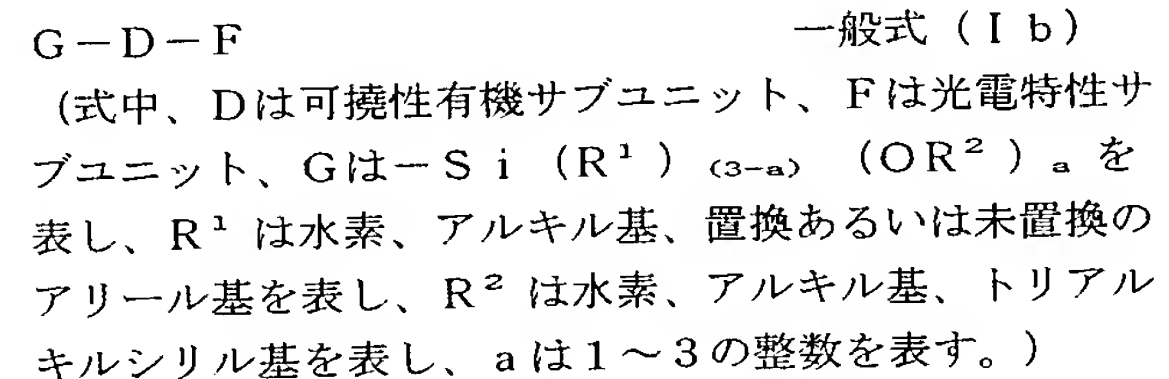 G－D－F　　　　　　　　　　　　一般式（Ｉｂ）
(式中、Dは可撓性有機サブユニット、Fは光電特性サ
ブユニット、Gは－Ｓｉ（R¹）₍₃₋ₐ₎（OR²）ₐを
表し、R¹ は水素、アルキル基、置換あるいは未置換の
アリール基を表し、R² は水素、アルキル基、トリアル
キルシリル基を表し、aは1～3の整数を表す。)